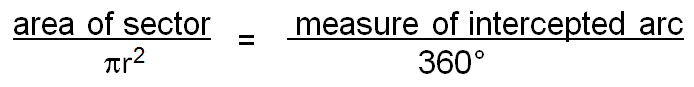 area of sector = measure of intercepted arc
πr² 360°